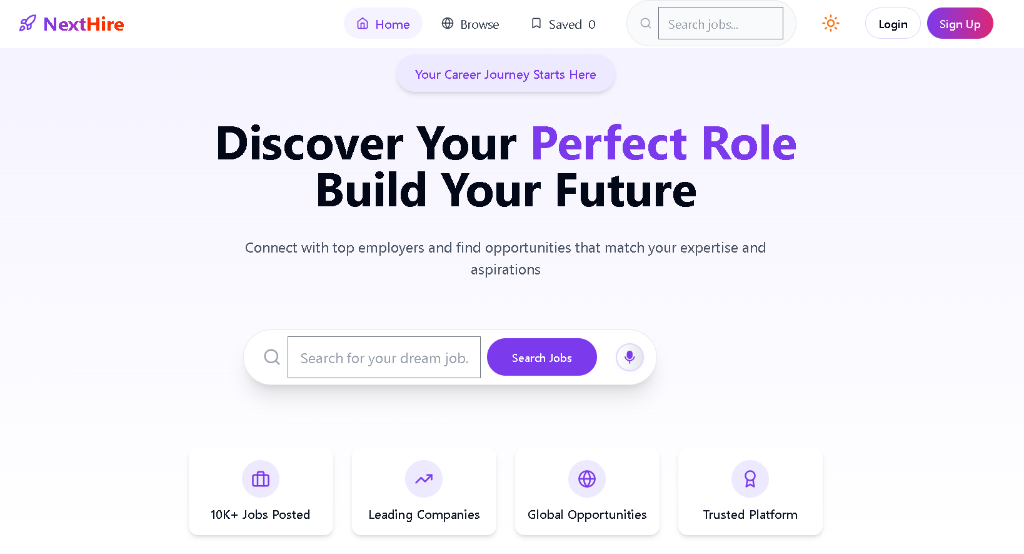 NextHire
Home
Browse
Saved 0
Search jobs...
Login
Sign Up
Your Career Journey Starts Here
Discover Your Perfect Role
Build Your Future
Connect with top employers and find opportunities that match your expertise and
aspirations
Search for your dream job.
Search Jobs
10K+ Jobs Posted
Leading Companies
Global Opportunities
Trusted Platform